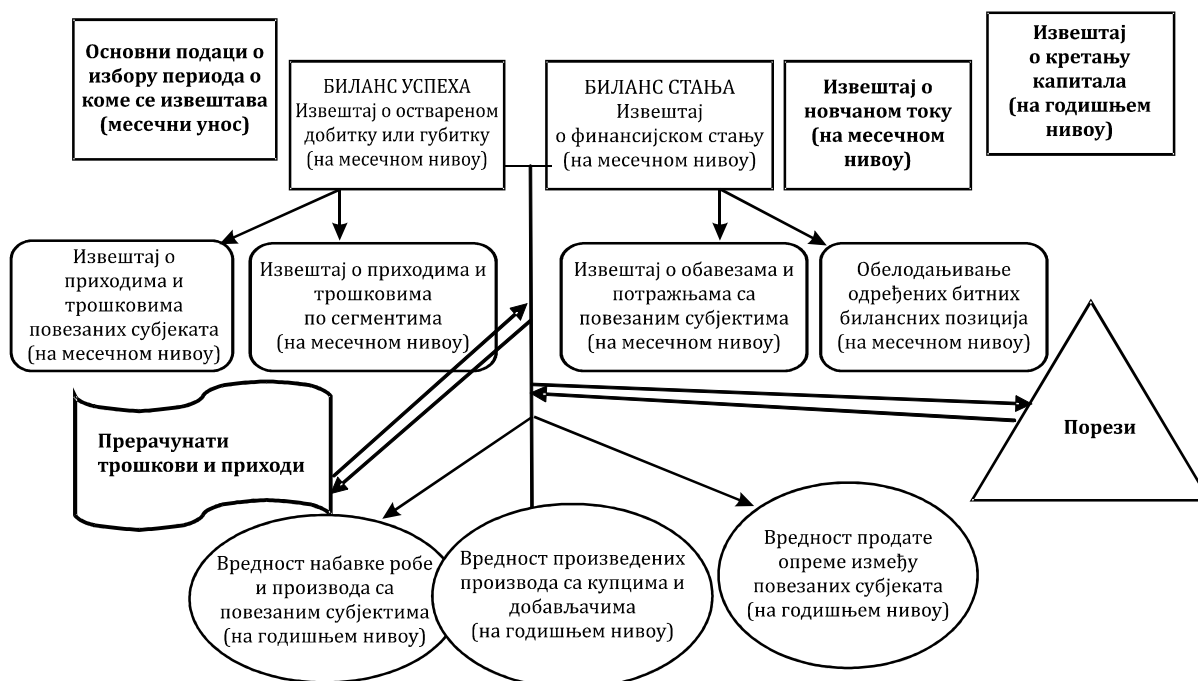 Основни подаци о
избору периода о
коме се извештава
(месечни унос)
БИЛАНС УСПЕХА
Извештај о оствареном
добитку или губитку
(на месечном нивоу)
БИЛАНС СТАЊА
Извештај
о финансијском стању
(на месечном нивоу)
Извештај о
новчаном току
(на месечном
нивоу)
Извештај
о кретању
капитала
(на годишњем
нивоу)
Извештај о
приходима и
трошковима
повезаних субјеката
(на месечном нивоу)
Извештај о приходима и
трошковима
по сегментима
(на месечном нивоу)
Извештај о обавезама и
потражњама са
повезаним субјектима
(на месечном нивоу)
Обелодањивање
одређених битних
билансних позиција
(на месечном нивоу)
Прерачунати
трошкови и приходи
Порези
Вредност набавке робе
и производа са
повезаним субјектима
(на годишњем нивоу)
Вредност произведених
производа са купцима и
добављачима
(на годишњем нивоу)
Вредност продате
опреме између
повезаних субјеката
(на годишњем нивоу)